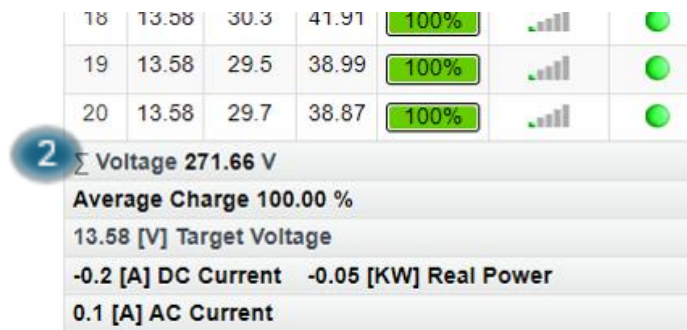 18 13.58 30.3 41.91 100%
19 13.58 29.5 38.99 100%
20 13.58 29.7 38.87 100%
2 ∑ Voltage 271.66 V
Average Charge 100.00 %
13.58 [V] Target Voltage
-0.2 [A] DC Current -0.05 [KW] Real Power
0.1 [A] AC Current